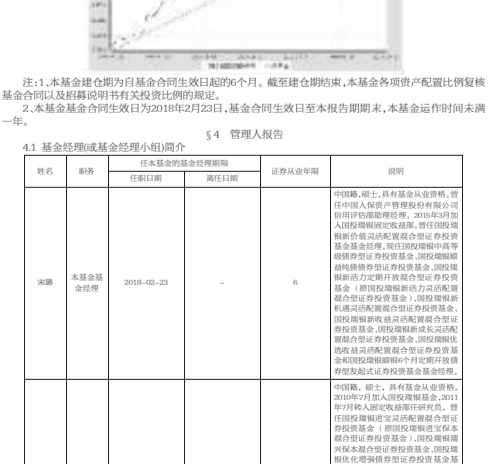 注:1、本基金建仓期为自基金合同生效日起的6个月。截至建仓期结束,本基金各项资产配置比例复核
基金合同以及招募说明书有关投资比例的规定。
2、本基金基金合同生效日为2018年2月23日,基金合同生效日至本报告期期末,本基金运作时间未满
一年。
§4 管理人报告
4.1 基金经理(或基金经理小组)简介
姓名
职务
任本基金的基金经理期限
任职日期
离任日期
证券从业年限
说明
宋璐
本基金基
金经理
2018-02-23
-
6
中国籍,硕士,具有基金从业资格。曾
任中国人保资产管理股份有限公司
信用评估部助理经理。2015年3月加
入国投瑞银固定收益部。曾任国投瑞
银新价值灵活配置混合型证券投资
基金基金经理。现任国投瑞银中高等
级债券型证券投资基金、国投瑞银顺
益纯债债券型证券投资基金、国投瑞
银新活力定期开放混合型证券投资
基金（原国投瑞银新活力灵活配置
混合型证券投资基金）、国投瑞银新
机遇灵活配置混合型证券投资基金、
国投瑞银新收益灵活配置混合型证
券投资基金、国投瑞银新成长灵活配
置混合型证券投资基金、国投瑞银优
选收益灵活配置混合型证券投资基
金和国投瑞银顺银6个月定期开放债
券型发起式证券投资基金基金经理。
中国籍，硕士，具有基金从业资格。
2010年7月加入国投瑞银基金,2011
年7月转入固定收益部任研究员。曾
任国投瑞银进宝灵活配置混合型证
券投资基金（原国投瑞银进宝保本
混合型证券投资基金）、国投瑞银瑞
兴保本混合型证券投资基金、国投瑞
银优化增强债券型证券投资基金基